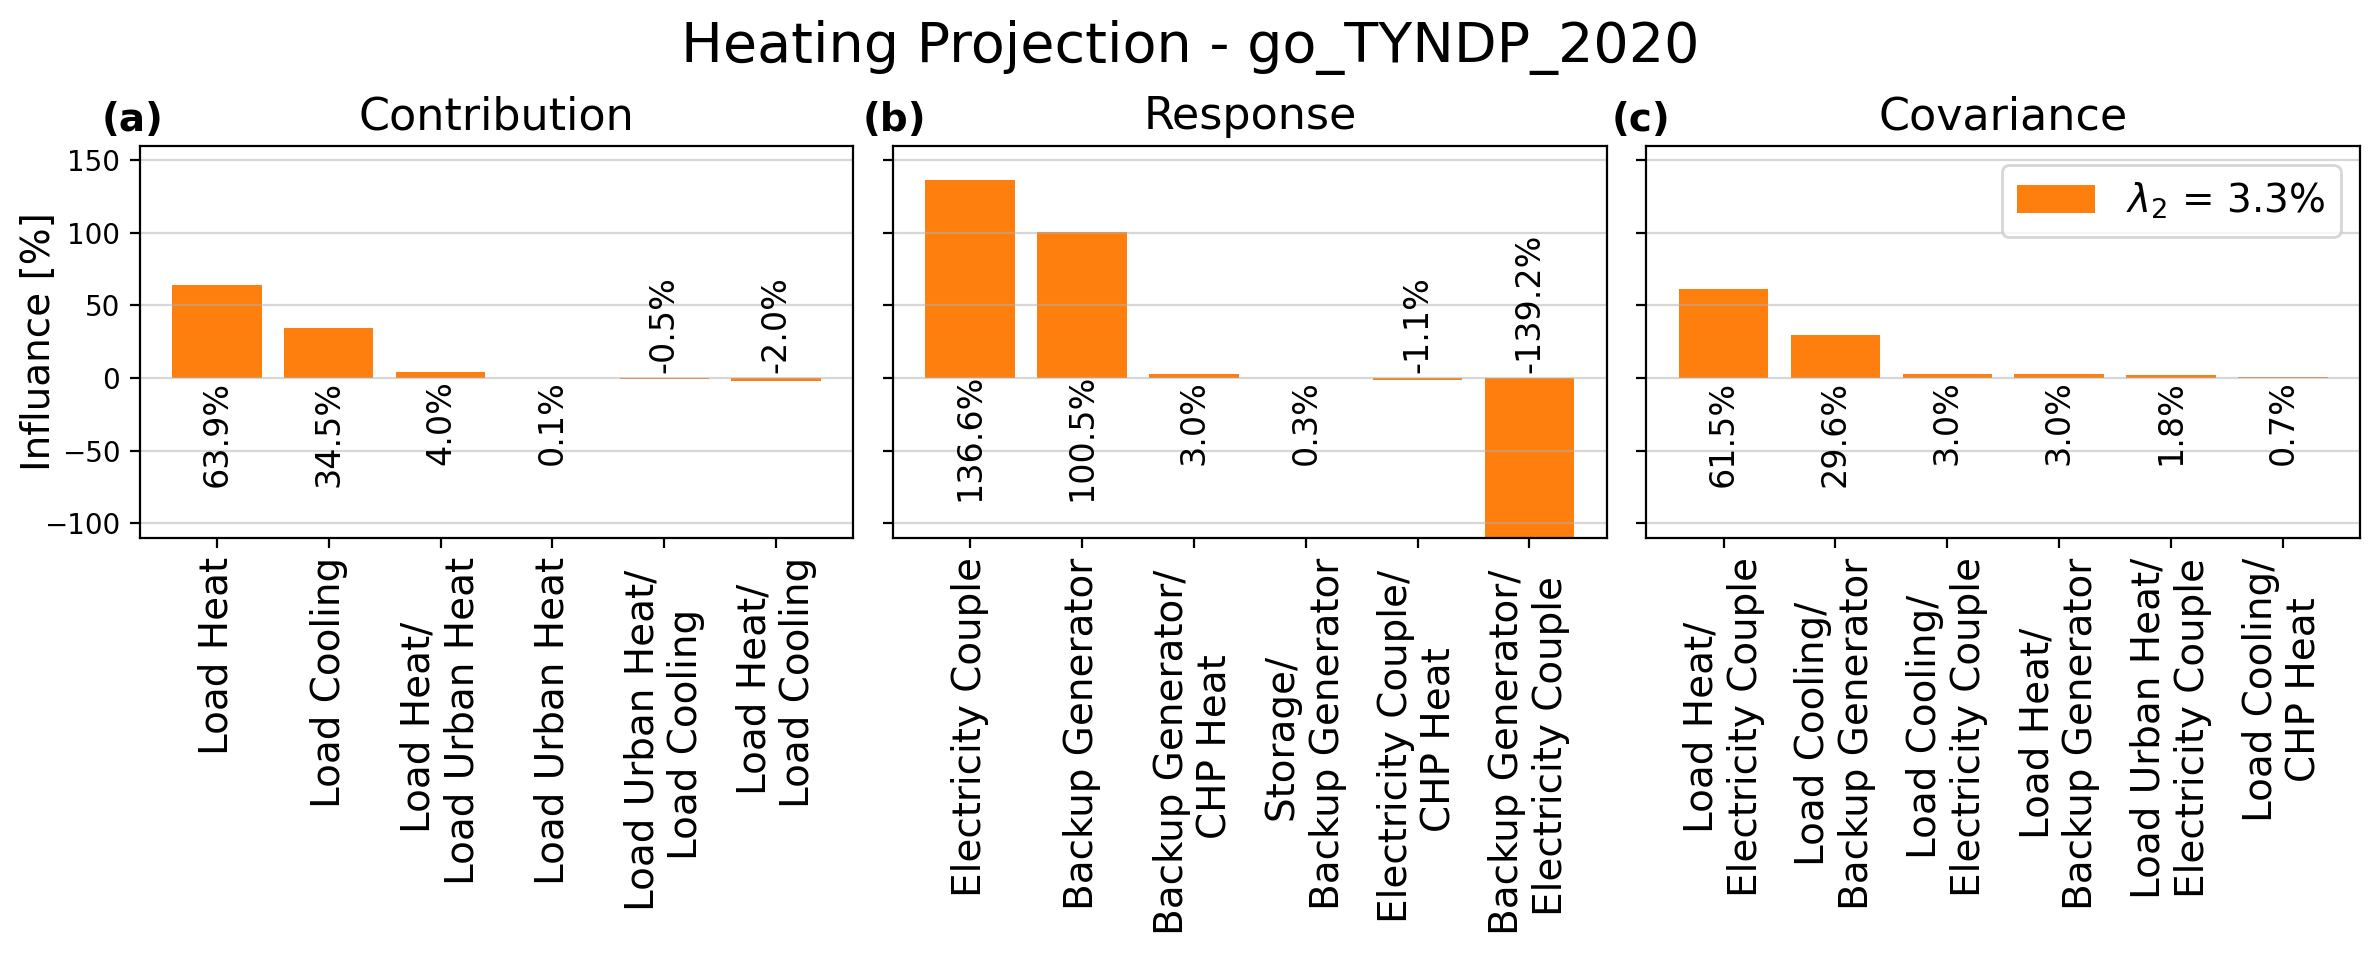 Heating Projection - go_TYNDP_2020
(a)
Contribution
Influance [%]
150
100
50
0
−50
−100
63.9%
34.5%
4.0%
0.1%
-0.5%
-2.0%
Load Heat
Load Cooling
Load Heat/
Load Urban Heat
Load Urban Heat
Load Urban Heat/
Load Cooling
Load Heat/
Load Cooling
(b)
Response
136.6%
100.5%
3.0%
0.3%
-1.1%
-139.2%
Electricity Couple
Backup Generator
Backup Generator/
CHP Heat
Storage/
Backup Generator
Electricity Couple/
CHP Heat
Backup Generator/
Electricity Couple
(c)
Covariance
λ₂ = 3.3%
61.5%
29.6%
3.0%
3.0%
1.8%
0.7%
Load Heat/
Electricity Couple
Load Cooling/
Backup Generator
Load Cooling/
Electricity Couple
Load Heat/
Backup Generator
Load Urban Heat/
Electricity Couple
Load Cooling/
CHP Heat